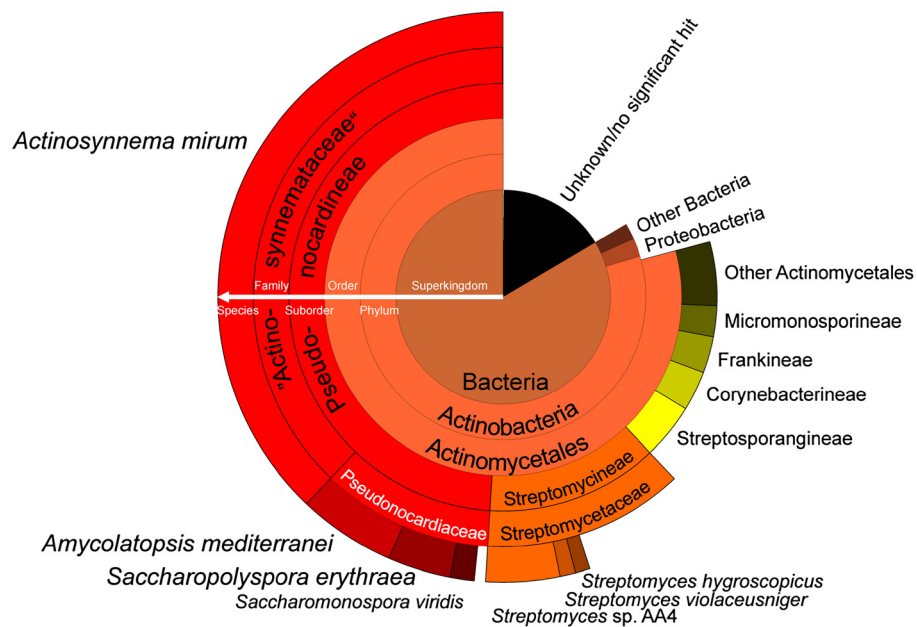 Unknown/no significant hit
Other Bacteria
Proteobacteria
Other Actinomycetales
Micromonosporineae
Frankineae
Corynebacterineae
Streptosporangineae
Actinosynnema mirum
"Actino-
synnemataceae“
Pseudo-
nocardineae
Family
Order
Superkingdom
Species
Suborder
Phylum
Bacteria
Actinobacteria
Actinomycetales
Streptomycineae
Streptomycetaceae
Pseudonocardiaceae
Amycolatopsis mediterranei
Saccharopolyspora erythraea
Saccharomonospora viridis
Streptomyces hygroscopicus
Streptomyces violaceusniger
Streptomyces sp. AA4